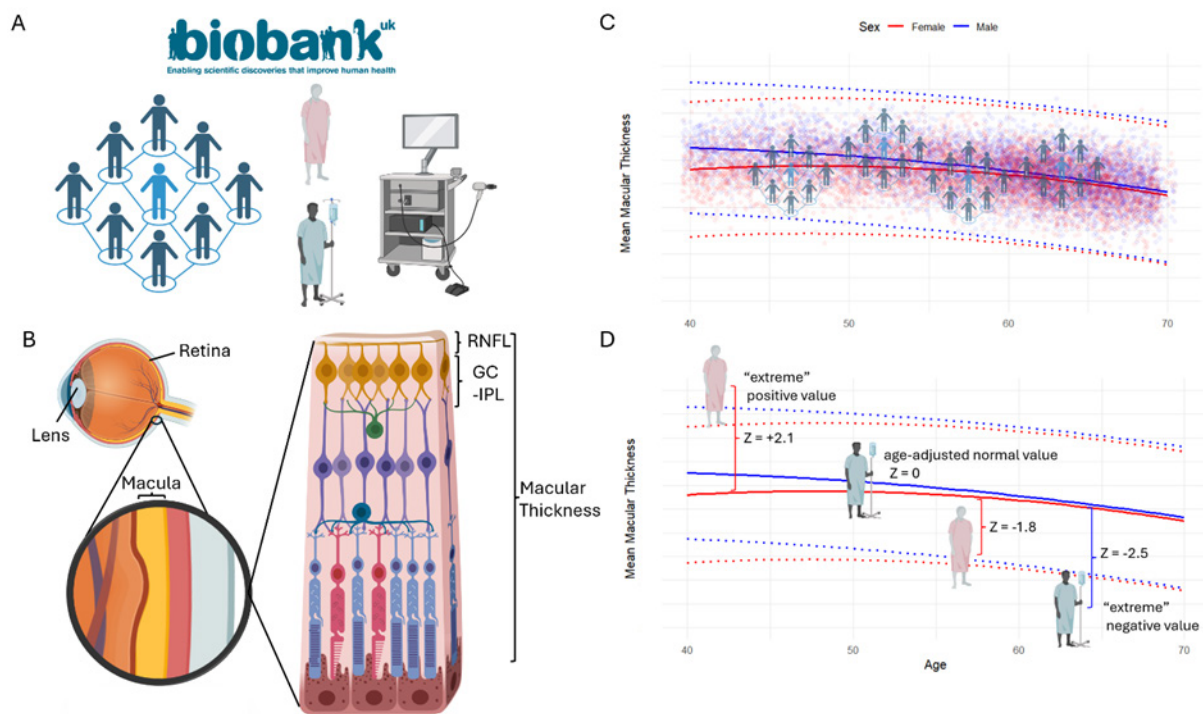 A
biobank uk
Enabling scientific discoveries that improve human health
B
Retina
Lens
Macula
RNFL
GC
-IPL
Macular
Thickness
C
Sex Female Male
Mean Macular Thickness
40 50 60 70
D
"extreme"
positive value
Z = +2.1
age-adjusted normal value
Z = 0
Z = -1.8
Z = -2.5
"extreme"
negative value
Mean Macular Thickness
40 50 60 70
Age